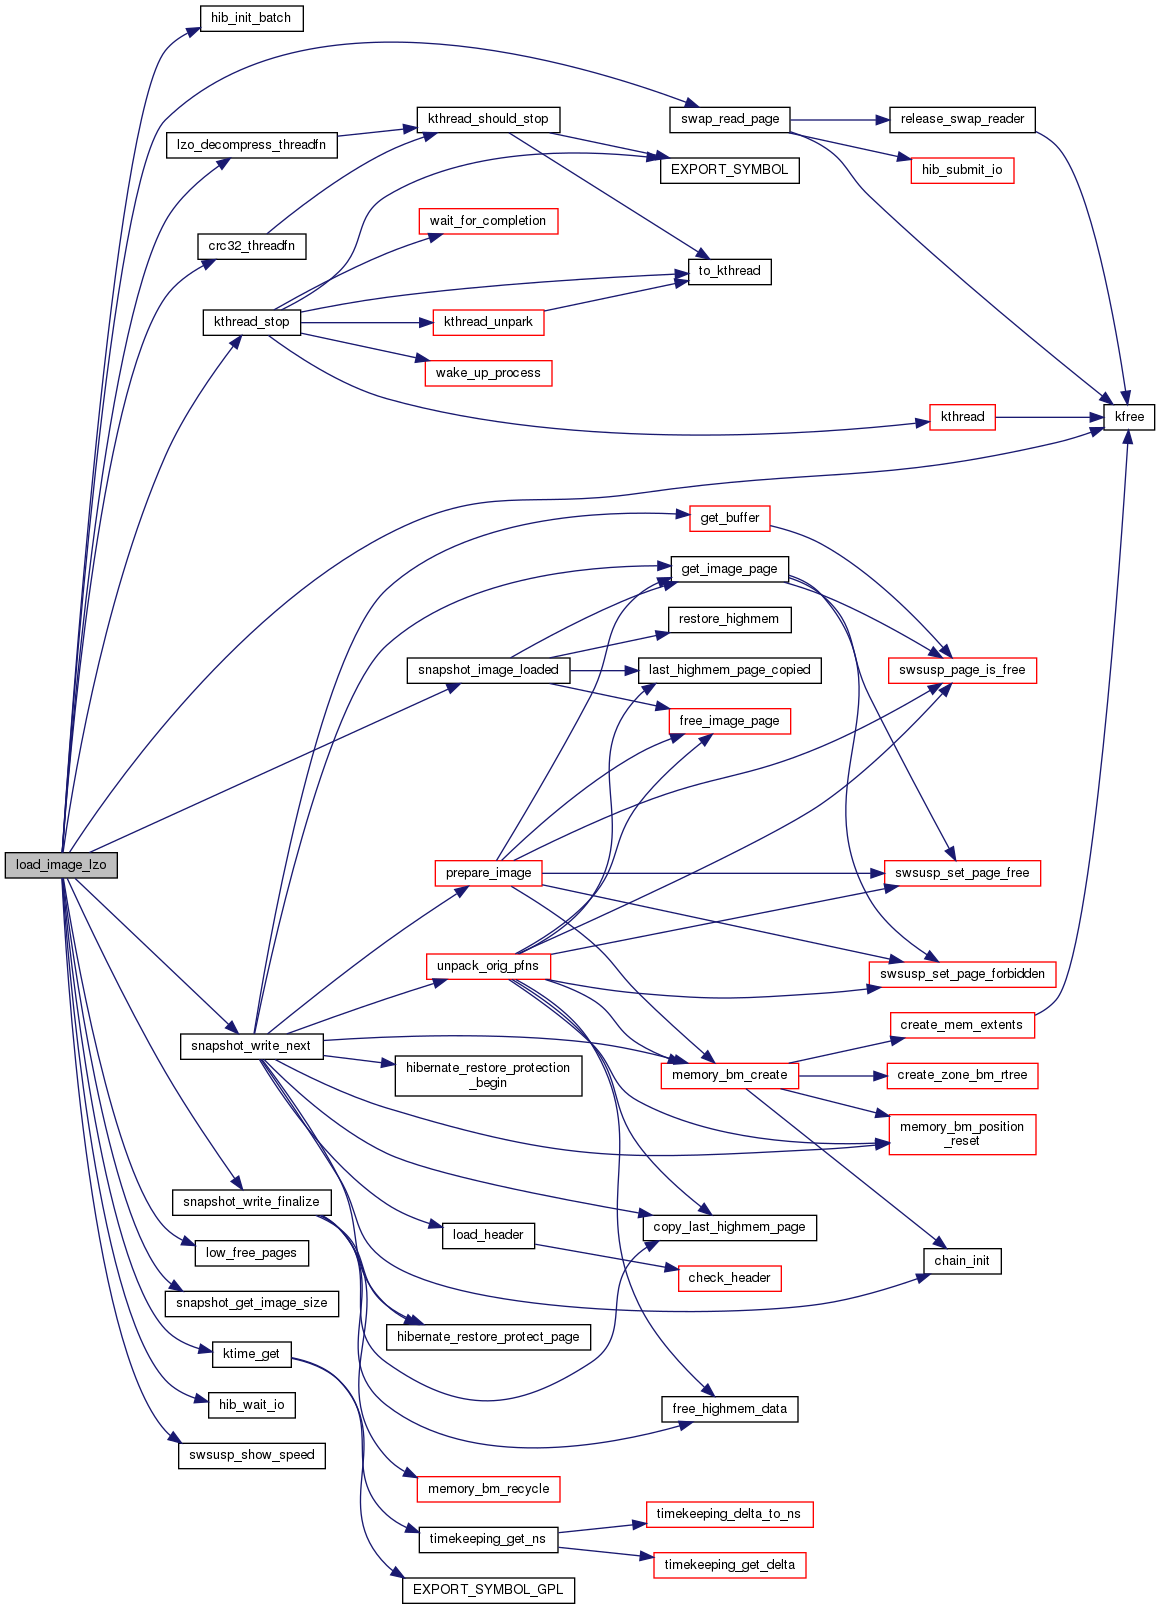 hib_init_batch
kthread_should_stop
swap_read_page
release_swap_reader
lzo_decompress_threadfn
EXPORT_SYMBOL
hib_submit_io
wait_for_completion
crc32_threadfn
to_kthread
kthread_stop
kthread_unpark
wake_up_process
kthread
kfree
get_buffer
get_image_page
restore_highmem
snapshot_image_loaded
last_highmem_page_copied
swsusp_page_is_free
free_image_page
load_image_lzo
prepare_image
swsusp_set_page_free
unpack_orig_pfns
swsusp_set_page_forbidden
create_mem_extents
snapshot_write_next
hibernate_restore_protection
_begin
memory_bm_create
create_zone_bm_rtree
memory_bm_position
_reset
snapshot_write_finalize
load_header
copy_last_highmem_page
low_free_pages
chain_init
check_header
snapshot_get_image_size
hibernate_restore_protect_page
ktime_get
hib_wait_io
free_highmem_data
swsusp_show_speed
memory_bm_recycle
timekeeping_delta_to_ns
timekeeping_get_ns
timekeeping_get_delta
EXPORT_SYMBOL_GPL